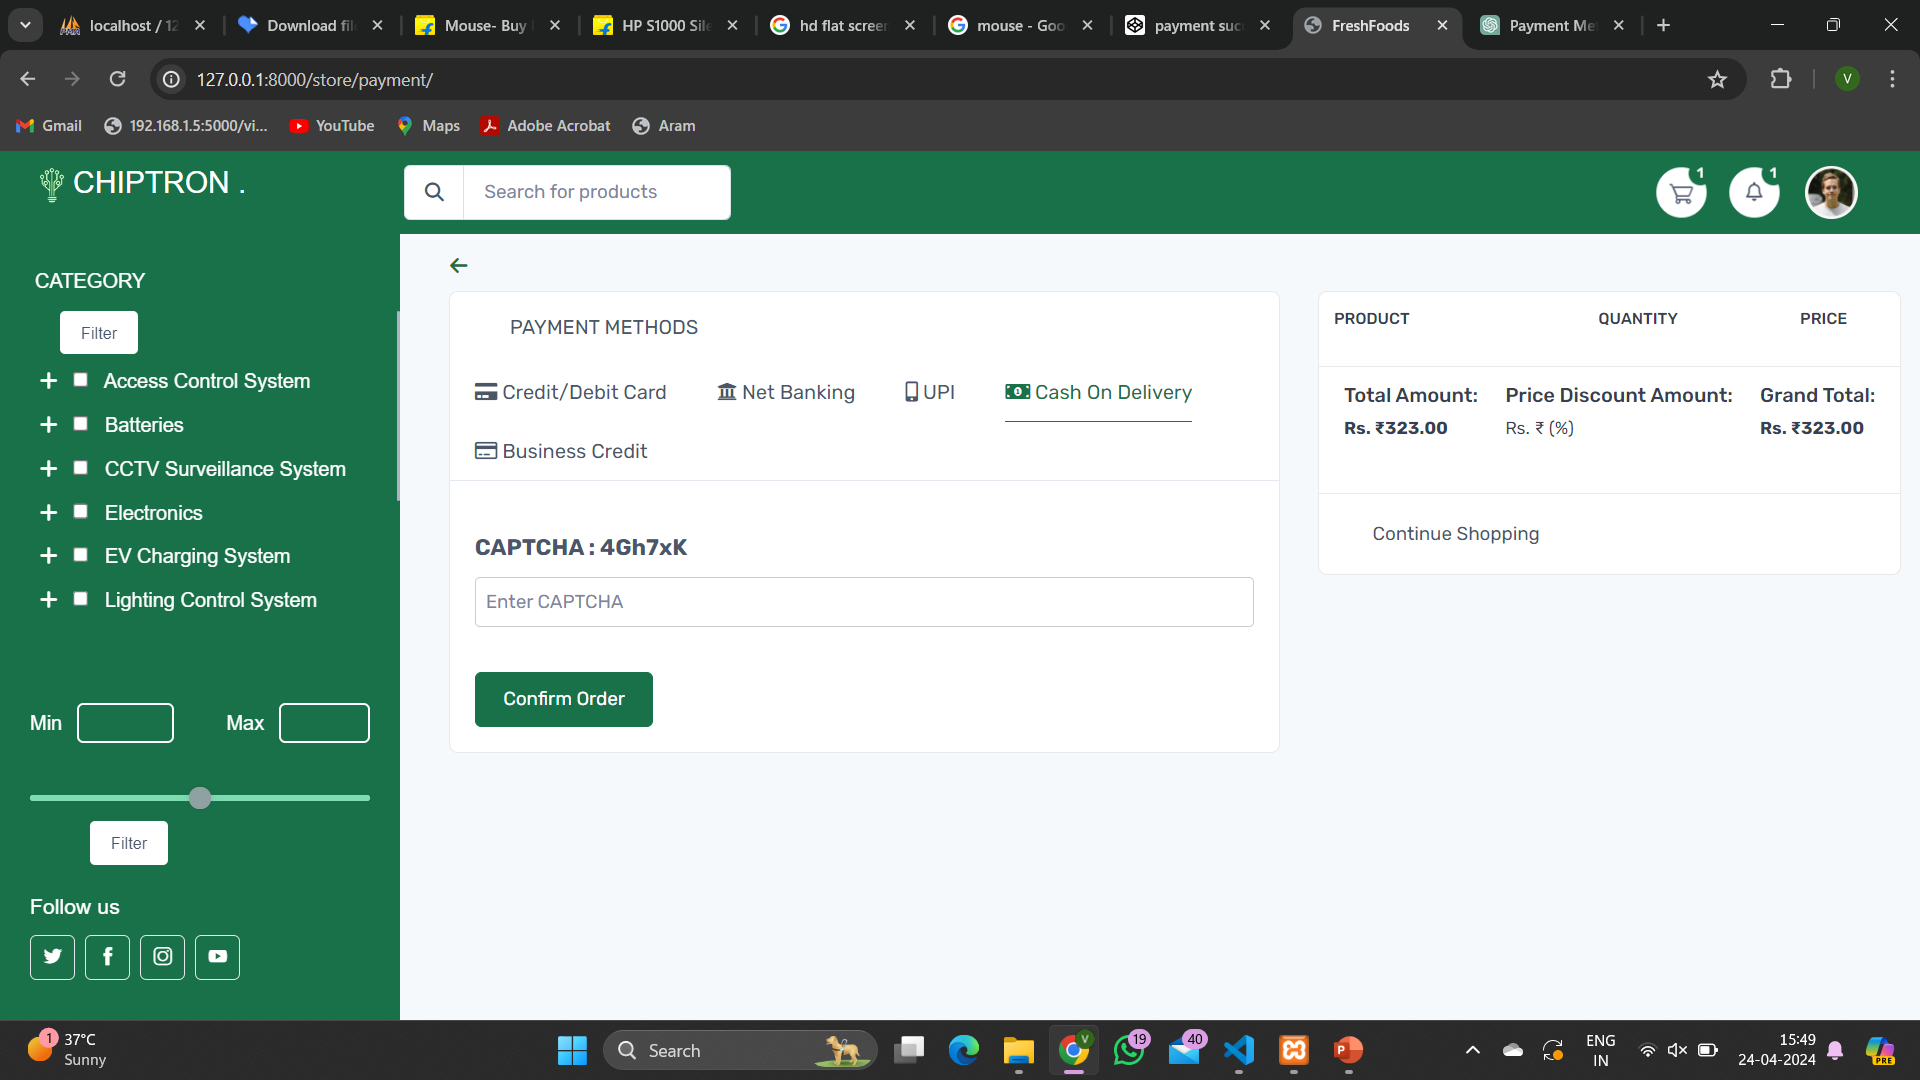 localhost / 12
Download file
Mouse- Buy
HP S1000 Sile
hd flat screen
mouse - Goo
payment suc
FreshFoods
Payment Me
127.0.0.1:8000/store/payment/
V
Gmail
192.168.1.5:5000/vi...
YouTube
Maps
Adobe Acrobat
Aram
CHIPTRON .
Search for products
1
1
CATEGORY
Filter
Access Control System
Batteries
CCTV Surveillance System
Electronics
EV Charging System
Lighting Control System
Min
Max
Filter
Follow us
PAYMENT METHODS
Credit/Debit Card
Net Banking
UPI
Cash On Delivery
Business Credit
CAPTCHA : 4Gh7xK
Enter CAPTCHA
Confirm Order
PRODUCT QUANTITY PRICE
Total Amount: Price Discount Amount: Grand Total:
Rs. ₹323.00 Rs. ₹ (%) Rs. ₹323.00
Continue Shopping
1
37°C
Sunny
Search
V
19
40
P
ENG
IN
15:49
24-04-2024
PRE